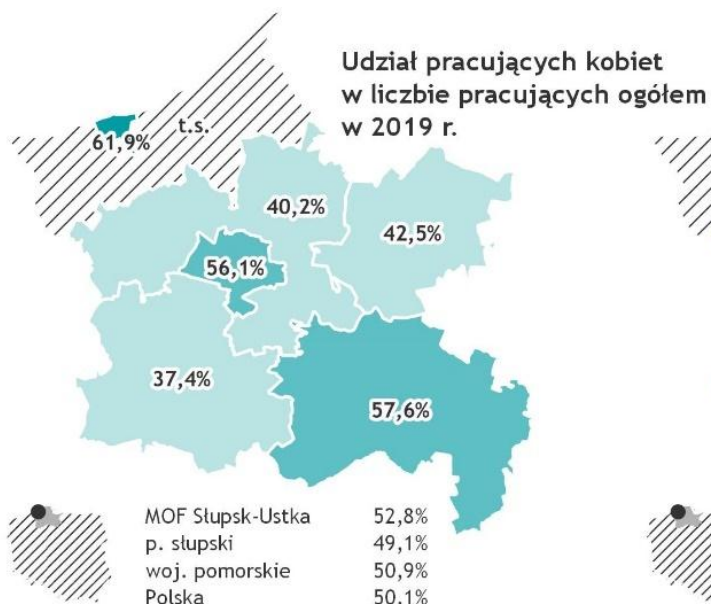 Udział pracujących kobiet
w liczbie pracujących ogółem
w 2019 r.
t.s.
61,9%
40,2%
42,5%
56,1%
37,4%
57,6%
MOF Słupsk-Ustka 52,8%
p. słupski 49,1%
woj. pomorskie 50,9%
Polska 50,1%